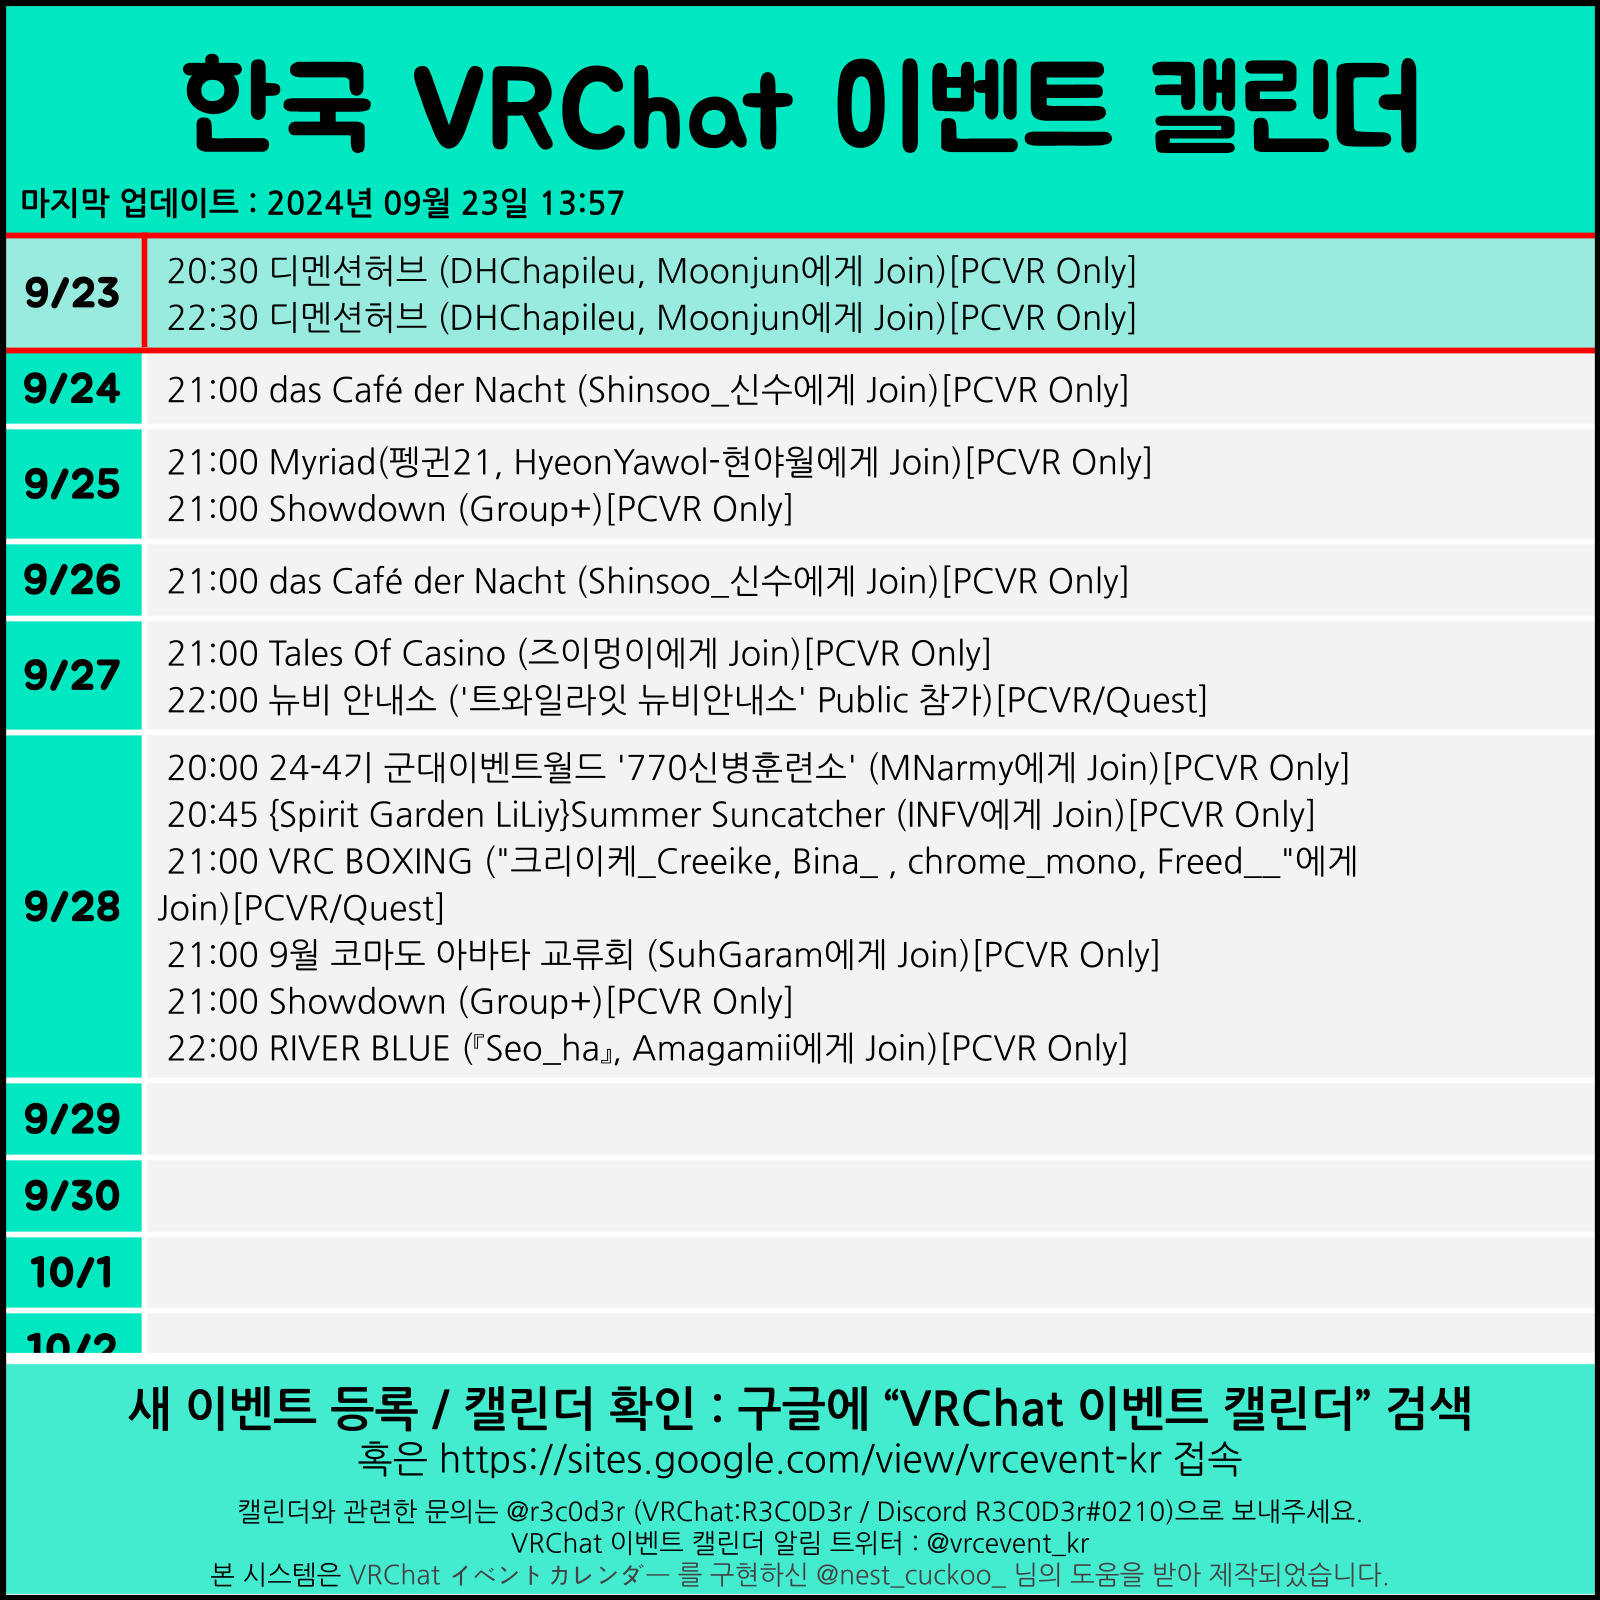 한국 VRChat 이벤트 캘린더
마지막 업데이트 : 2024년 09월 23일 13:57
9/23
20:30 디멘션허브 (DHChapileu, Moonjun에게 Join)[PCVR Only]
22:30 디멘션허브 (DHChapileu, Moonjun에게 Join)[PCVR Only]
9/24
21:00 das Café der Nacht (Shinsoo_신수에게 Join)[PCVR Only]
9/25
21:00 Myriad(펭귄21, HyeonYawol-현야월에게 Join)[PCVR Only]
21:00 Showdown (Group+)[PCVR Only]
9/26
21:00 das Café der Nacht (Shinsoo_신수에게 Join)[PCVR Only]
9/27
21:00 Tales Of Casino (즈이멍이에게 Join)[PCVR Only]
22:00 뉴비 안내소 ('트와일라잇 뉴비안내소' Public 참가)[PCVR/Quest]
9/28
20:00 24-4기 군대이벤트월드 '770신병훈련소' (MNarmy에게 Join)[PCVR Only]
20:45 {Spirit Garden LiLiy}Summer Suncatcher (INFV에게 Join)[PCVR Only]
21:00 VRC BOXING ("크리이케_Creeike, Bina_ , chrome_mono, Freed__"에게
Join)[PCVR/Quest]
21:00 9월 코마도 아바타 교류회 (SuhGaram에게 Join)[PCVR Only]
21:00 Showdown (Group+)[PCVR Only]
22:00 RIVER BLUE (『Seo_ha』, Amagamii에게 Join)[PCVR Only]
9/29
9/30
10/1
10/2
새 이벤트 등록 / 캘린더 확인 : 구글에 “VRChat 이벤트 캘린더” 검색
혹은 https://sites.google.com/view/vrcevent-kr 접속
캘린더와 관련한 문의는 @r3c0d3r (VRChat:R3C0D3r / Discord R3C0D3r#0210)으로 보내주세요.
VRChat 이벤트 캘린더 알림 트위터 : @vrcevent_kr
본 시스템은 VRChat イベントカレンダー 를 구현하신 @nest_cuckoo_ 님의 도움을 받아 제작되었습니다.